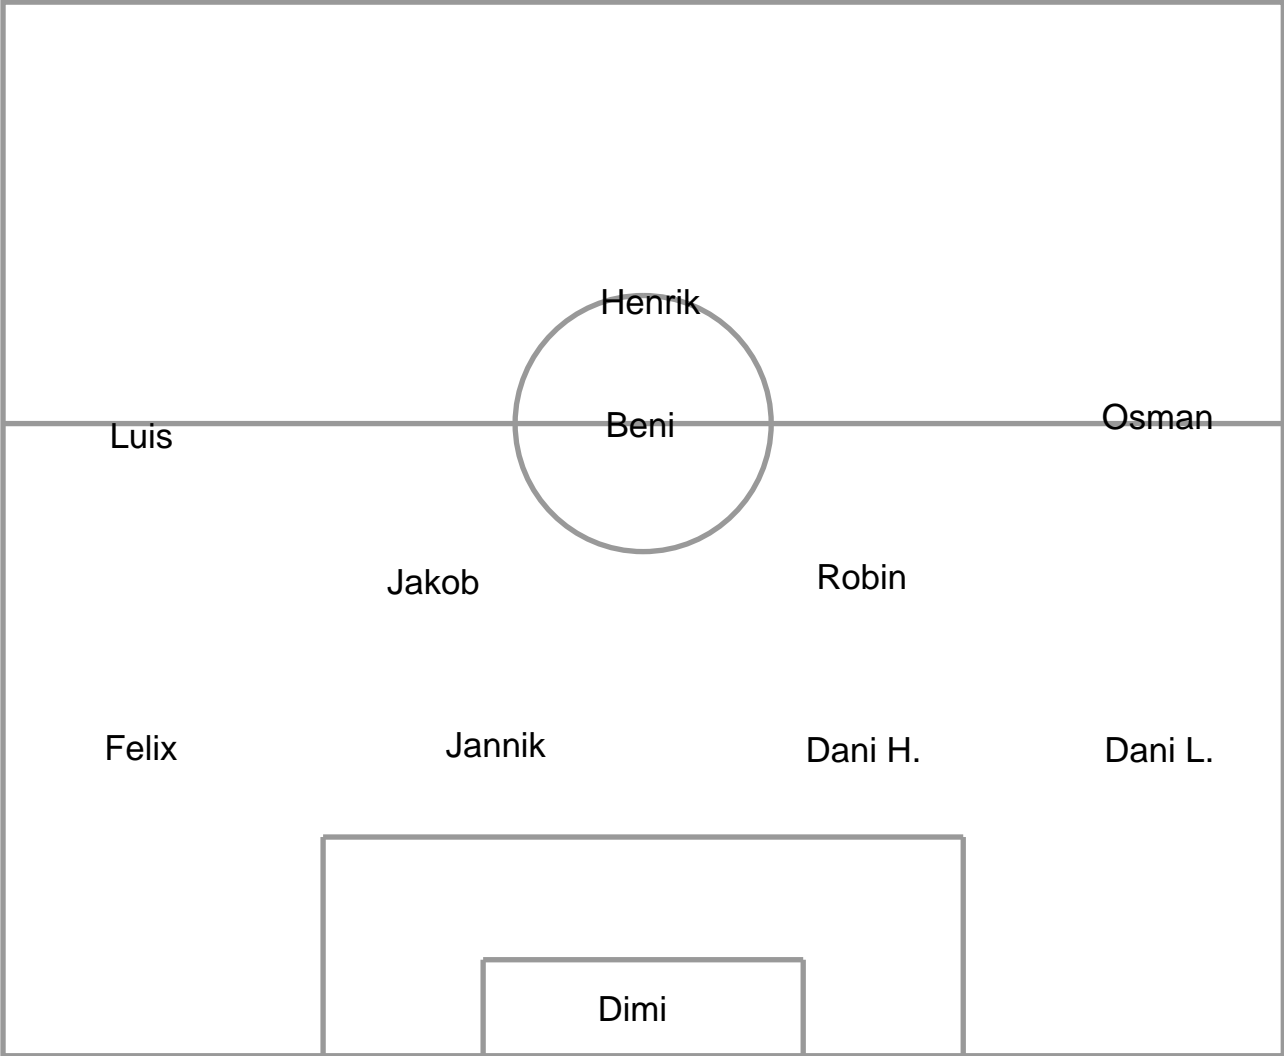 Henrik
Luis
Beni
Osman
Jakob
Robin
Felix
Jannik
Dani H.
Dani L.
Dimi